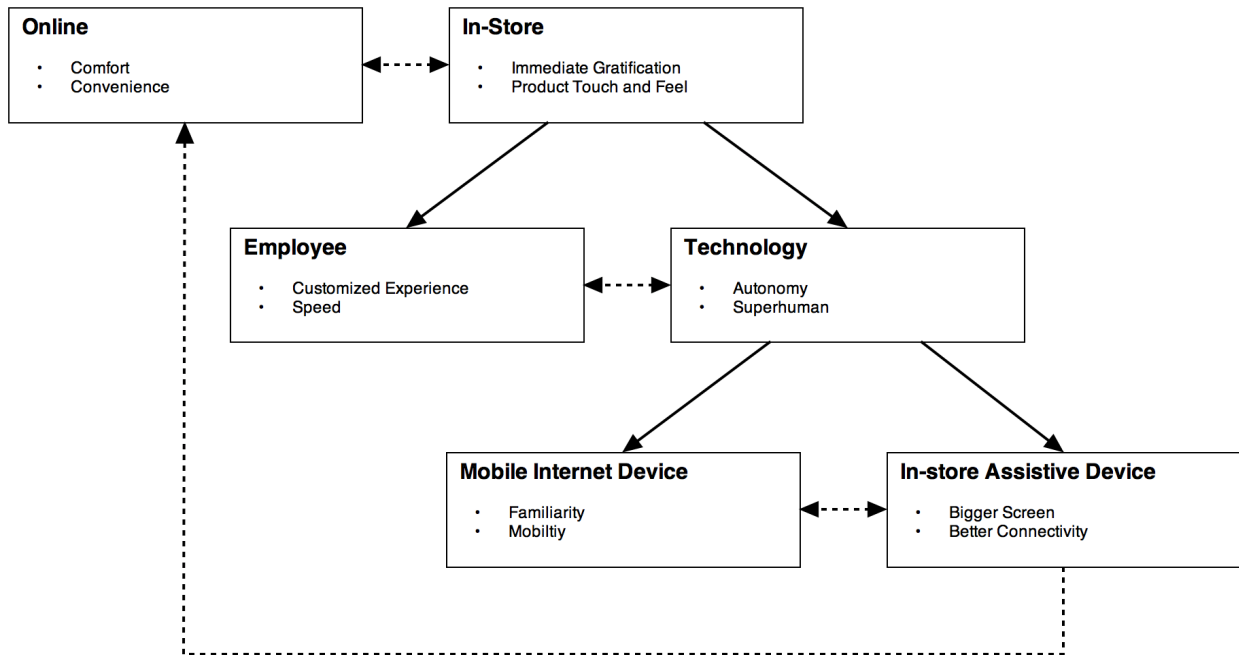 Online
• Comfort
• Convenience
In-Store
• Immediate Gratification
• Product Touch and Feel
Employee
• Customized Experience
• Speed
Technology
• Autonomy
• Superhuman
Mobile Internet Device
• Familiarity
• Mobiltiy
In-store Assistive Device
• Bigger Screen
• Better Connectivity